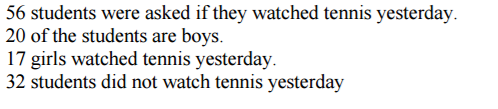 56 students were asked if they watched tennis yesterday.
20 of the students are boys.
17 girls watched tennis yesterday.
32 students did not watch tennis yesterday